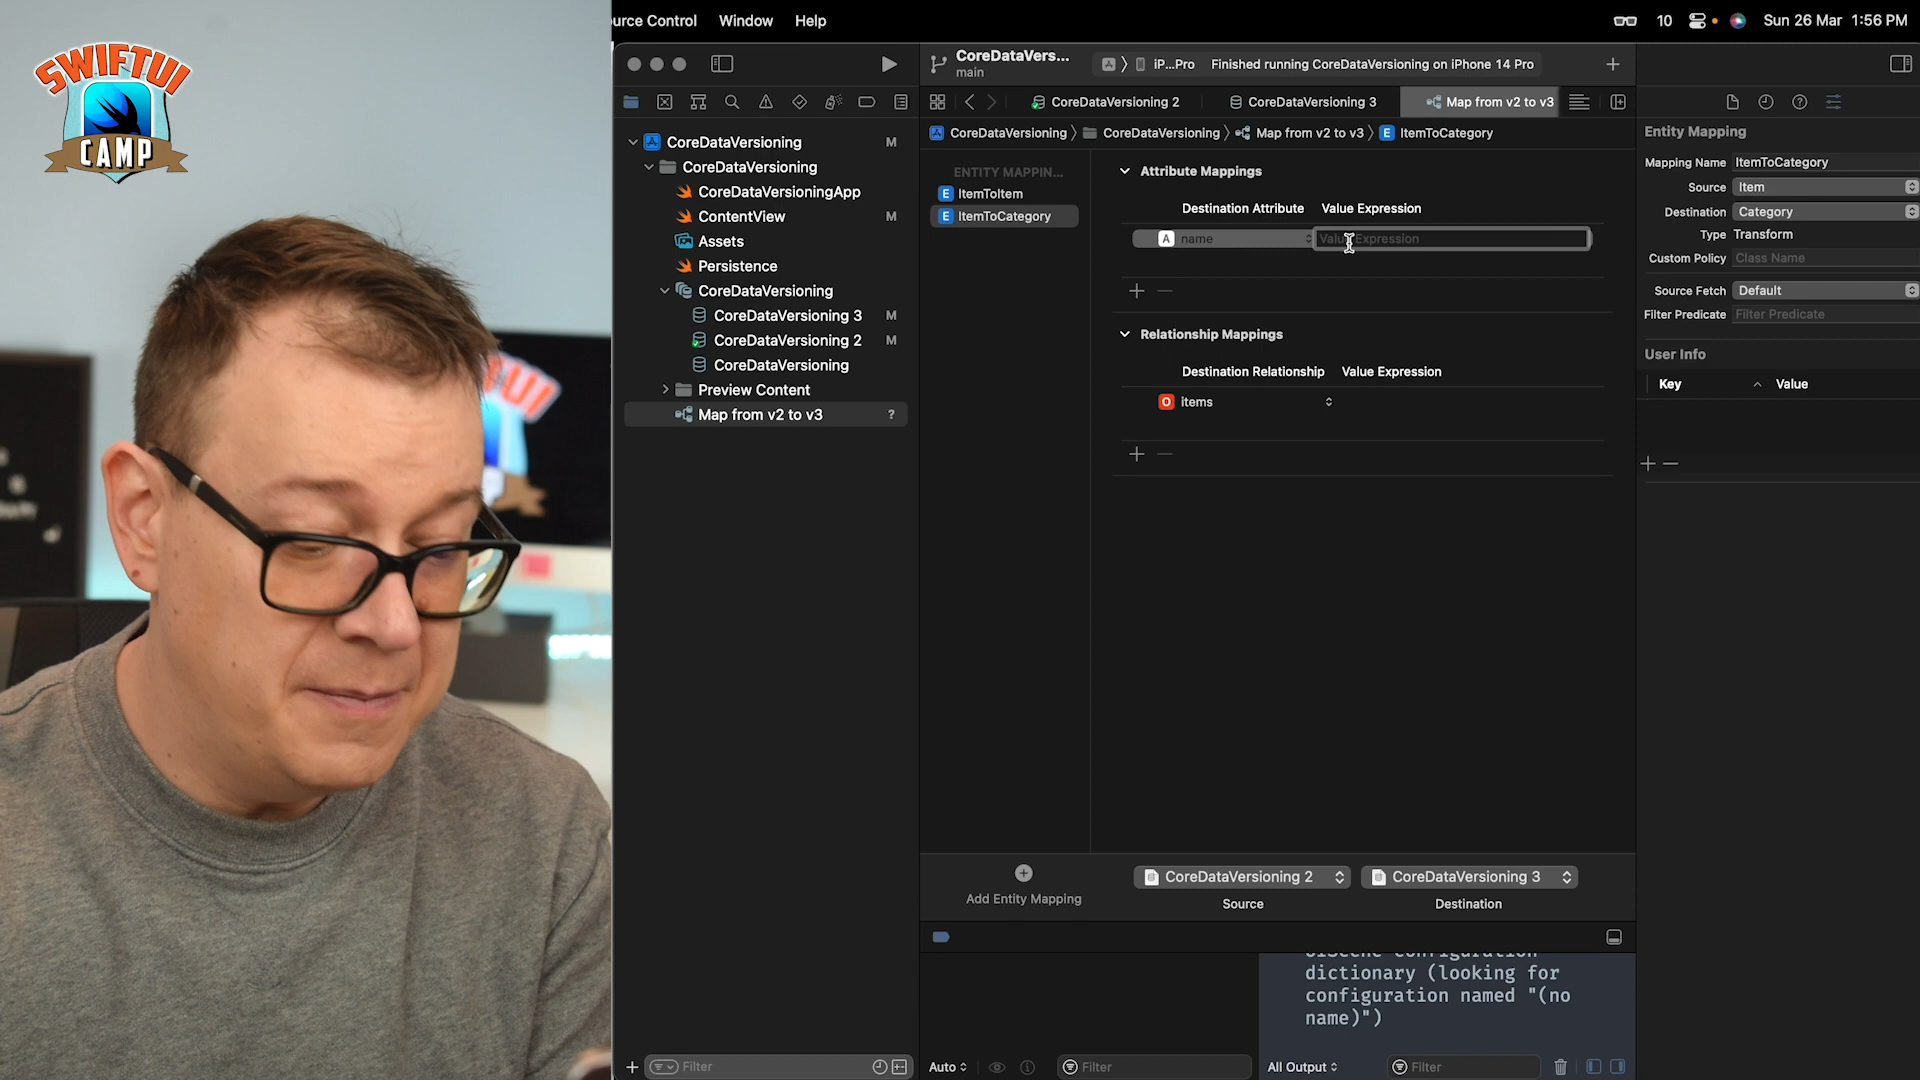 SWIFTUI
CAMP
urce Control Window Help
10 Sun 26 Mar 1:56 PM
CoreDataVers...
main
iP...Pro Finished running CoreDataVersioning on iPhone 14 Pro
CoreDataVersioning 2
CoreDataVersioning 3
Map from v2 to v3
CoreDataVersioning CoreDataVersioning Map from v2 to v3 E ItemToCategory
CoreDataVersioning M
CoreDataVersioning
CoreDataVersioningApp
ContentView M
Assets
Persistence
CoreDataVersioning
CoreDataVersioning 3 M
CoreDataVersioning 2 M
CoreDataVersioning
Preview Content
Map from v2 to v3 ?
Filter
ENTITY MAPPIN...
E ItemToItem
E ItemToCategory
Attribute Mappings
Destination Attribute Value Expression
A name Value Expression
Relationship Mappings
Destination Relationship Value Expression
O items
Add Entity Mapping
CoreDataVersioning 2
Source
CoreDataVersioning 3
Destination
dictionary (looking for
configuration named "(no
name)")
Auto
Filter
All Output
Filter
Entity Mapping
Mapping Name ItemToCategory
Source Item
Destination Category
Type Transform
Custom Policy Class Name
Source Fetch Default
Filter Predicate Filter Predicate
User Info
Key Value